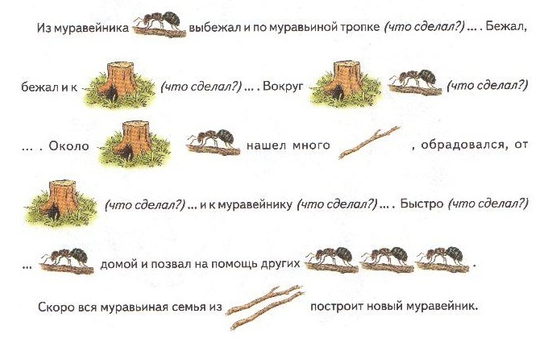 Из муравейника выбежал и по муравьиной тропке (что сделал?) ... . Бежал,
бежал и к (что сделал?) ... . Вокруг (что сделал?)
... . Около нашел много , обрадовался, от
(что сделал?) ... и к муравейнику (что сделал?) ... . Быстро (что сделал?)
... домой и позвал на помощь других .
Скоро вся муравьиная семья из построит новый муравейник.